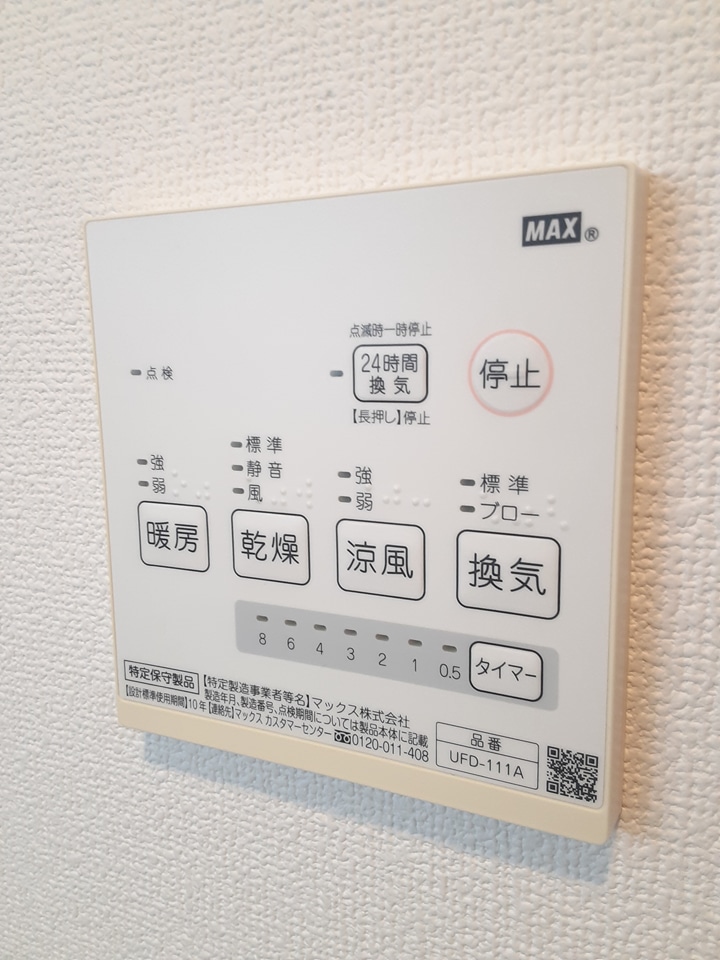 MAX®
点滅時一時停止
点検
24時間
換気
停止
【長押し】停止
強
弱
標準
静音
風
強
弱
標準
ブロー
暖房
乾燥
涼風
換気
8 6 4 3 2 1 0.5
タイマー
特定保守製品
【特定製造事業者等名】マックス株式会社
製造年月、製造番号、点検期間については製品本体に記載
【設計標準使用期間】10年【連絡先】マックス カスタマーセンター 0120-011-408
品番
UFD-111A